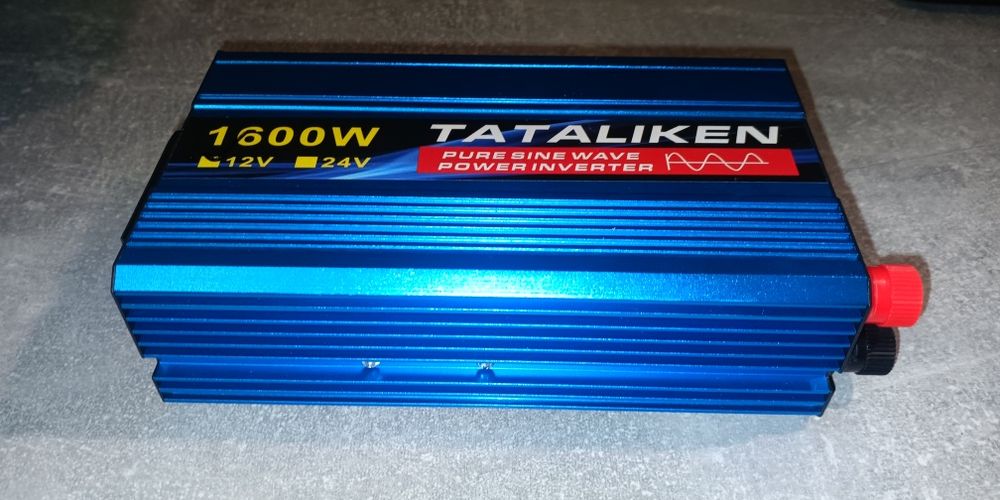 1600W
TATALIKEN
12V 24V
PURE SINE WAVE
POWER INVERTER